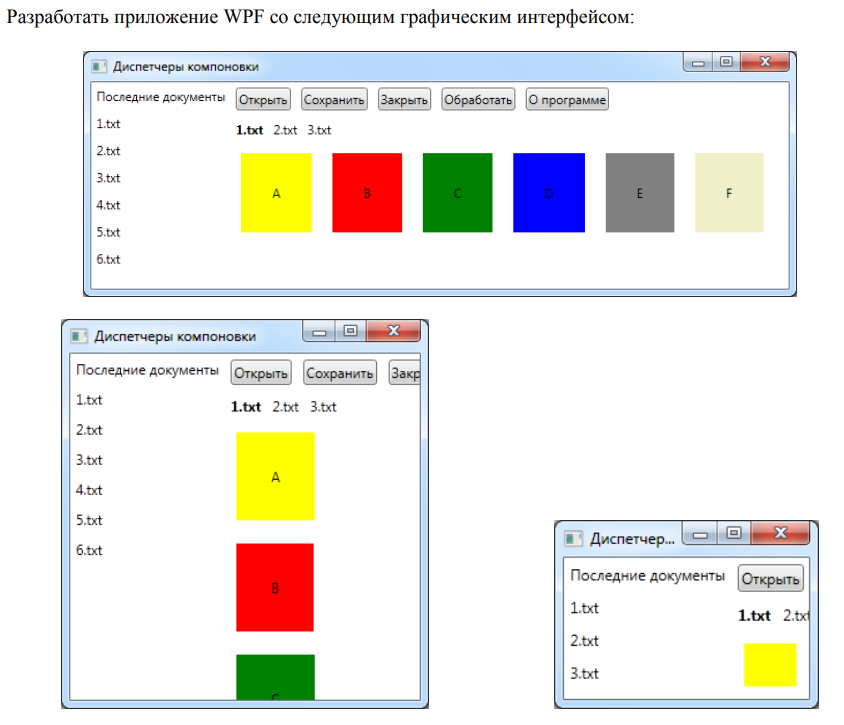 Разработать приложение WPF со следующим графическим интерфейсом:
Диспетчеры компоновки
Последние документы Открыть Сохранить Закрыть Обработать О программе
1.txt 1.txt 2.txt 3.txt
2.txt
3.txt A B C D E F
4.txt
5.txt
6.txt
Диспетчеры компоновки
Последние документы Открыть Сохранить Закр
1.txt 1.txt 2.txt 3.txt
2.txt
3.txt A
4.txt
5.txt
6.txt
B
C
Диспетчер...
Последние документы Открыть
1.txt 1.txt 2.txt
2.txt
3.txt